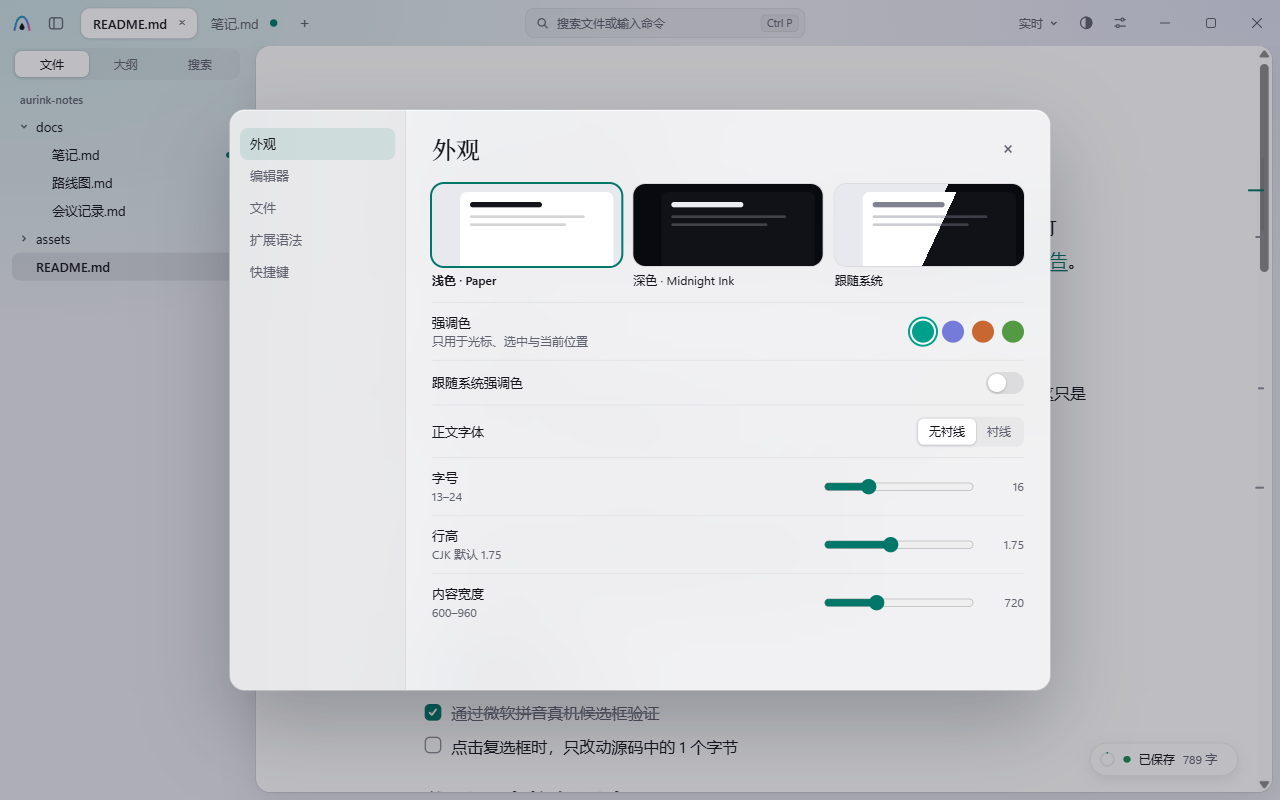 README.md
笔记.md
搜索文件或输入命令
Ctrl P
实时
文件
大纲
搜索
aurink-notes
docs
笔记.md
路线图.md
会议记录.md
assets
README.md
外观
编辑器
文件
扩展语法
快捷键
外观
浅色 · Paper
深色 · Midnight Ink
跟随系统
强调色
只用于光标、选中与当前位置
跟随系统强调色
正文字体
无衬线
衬线
字号
13–24
16
行高
CJK 默认 1.75
1.75
内容宽度
600–960
720
告。
只是
通过微软拼音真机候选框验证
点击复选框时，只改动源码中的 1 个字节
已保存
789 字